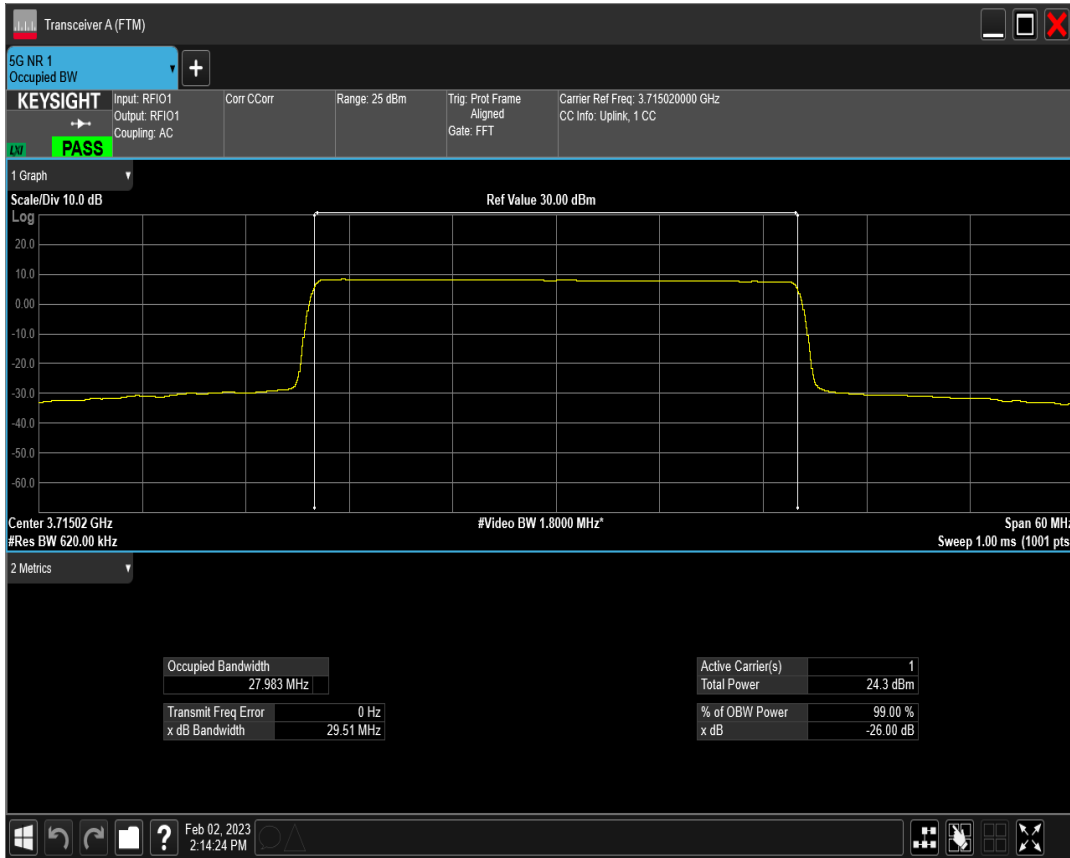 Transceiver A (FTM)
5G NR 1
Occupied BW
+
KEYSIGHT
LXI
PASS
Input: RFIO1
Output: RFIO1
Coupling: AC
Corr CCorr
Range: 25 dBm
Trig: Prot Frame
Aligned
Gate: FFT
Carrier Ref Freq: 3.715020000 GHz
CC Info: Uplink, 1 CC
1 Graph
Scale/Div 10.0 dB
Ref Value 30.00 dBm
Log
20.0
10.0
0.00
-10.0
-20.0
-30.0
-40.0
-50.0
-60.0
Center 3.71502 GHz
#Video BW 1.8000 MHz*
Span 60 MHz
#Res BW 620.00 kHz
Sweep 1.00 ms (1001 pts
2 Metrics
Occupied Bandwidth
27.983 MHz
Transmit Freq Error 0 Hz
x dB Bandwidth 29.51 MHz
Active Carrier(s) 1
Total Power 24.3 dBm
% of OBW Power 99.00 %
x dB -26.00 dB
?
Feb 02, 2023
2:14:24 PM